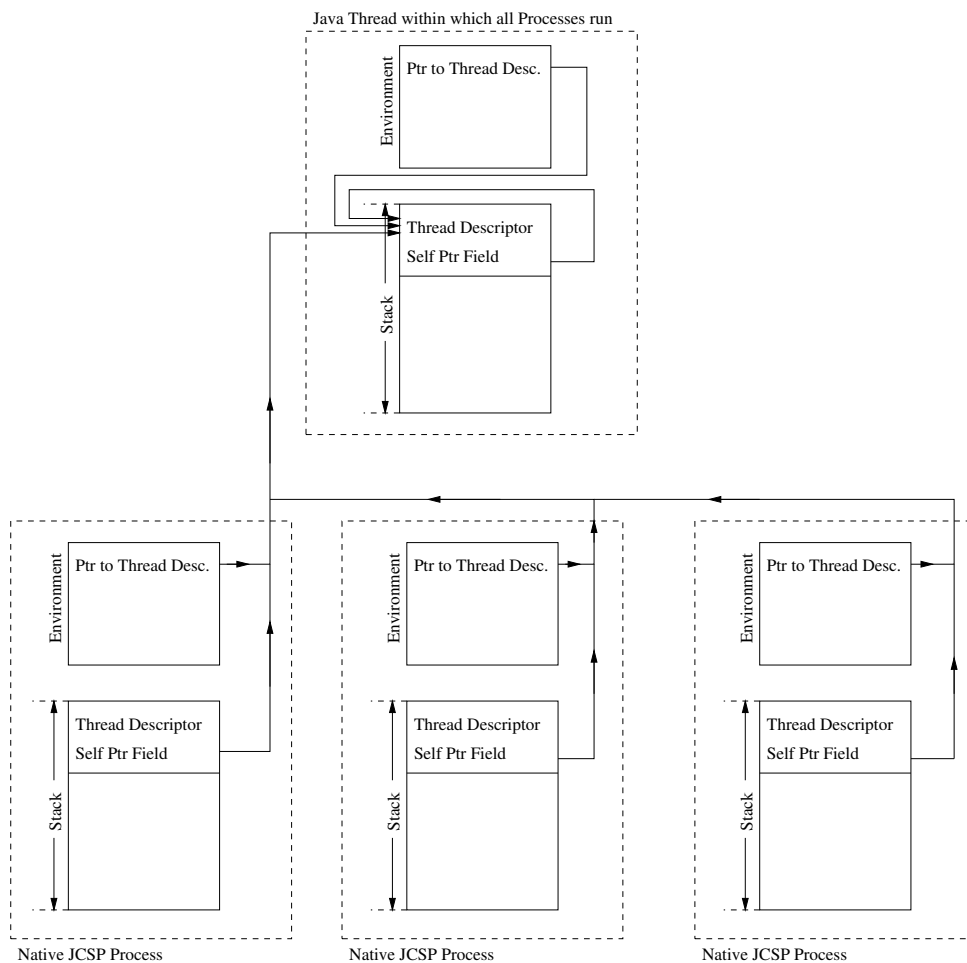 Java Thread within which all Processes run
Environment
Ptr to Thread Desc.
Thread Descriptor
Self Ptr Field
Stack
Environment
Ptr to Thread Desc.
Thread Descriptor
Self Ptr Field
Stack
Native JCSP Process
Environment
Ptr to Thread Desc.
Thread Descriptor
Self Ptr Field
Stack
Native JCSP Process
Environment
Ptr to Thread Desc.
Thread Descriptor
Self Ptr Field
Stack
Native JCSP Process